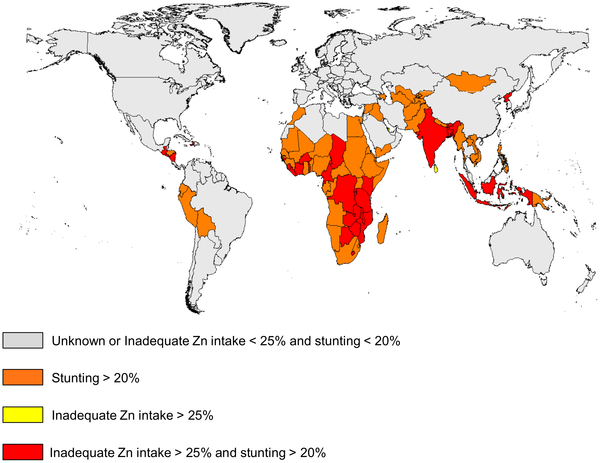 Unknown or Inadequate Zn intake < 25% and stunting < 20%
Stunting > 20%
Inadequate Zn intake > 25%
Inadequate Zn intake > 25% and stunting > 20%